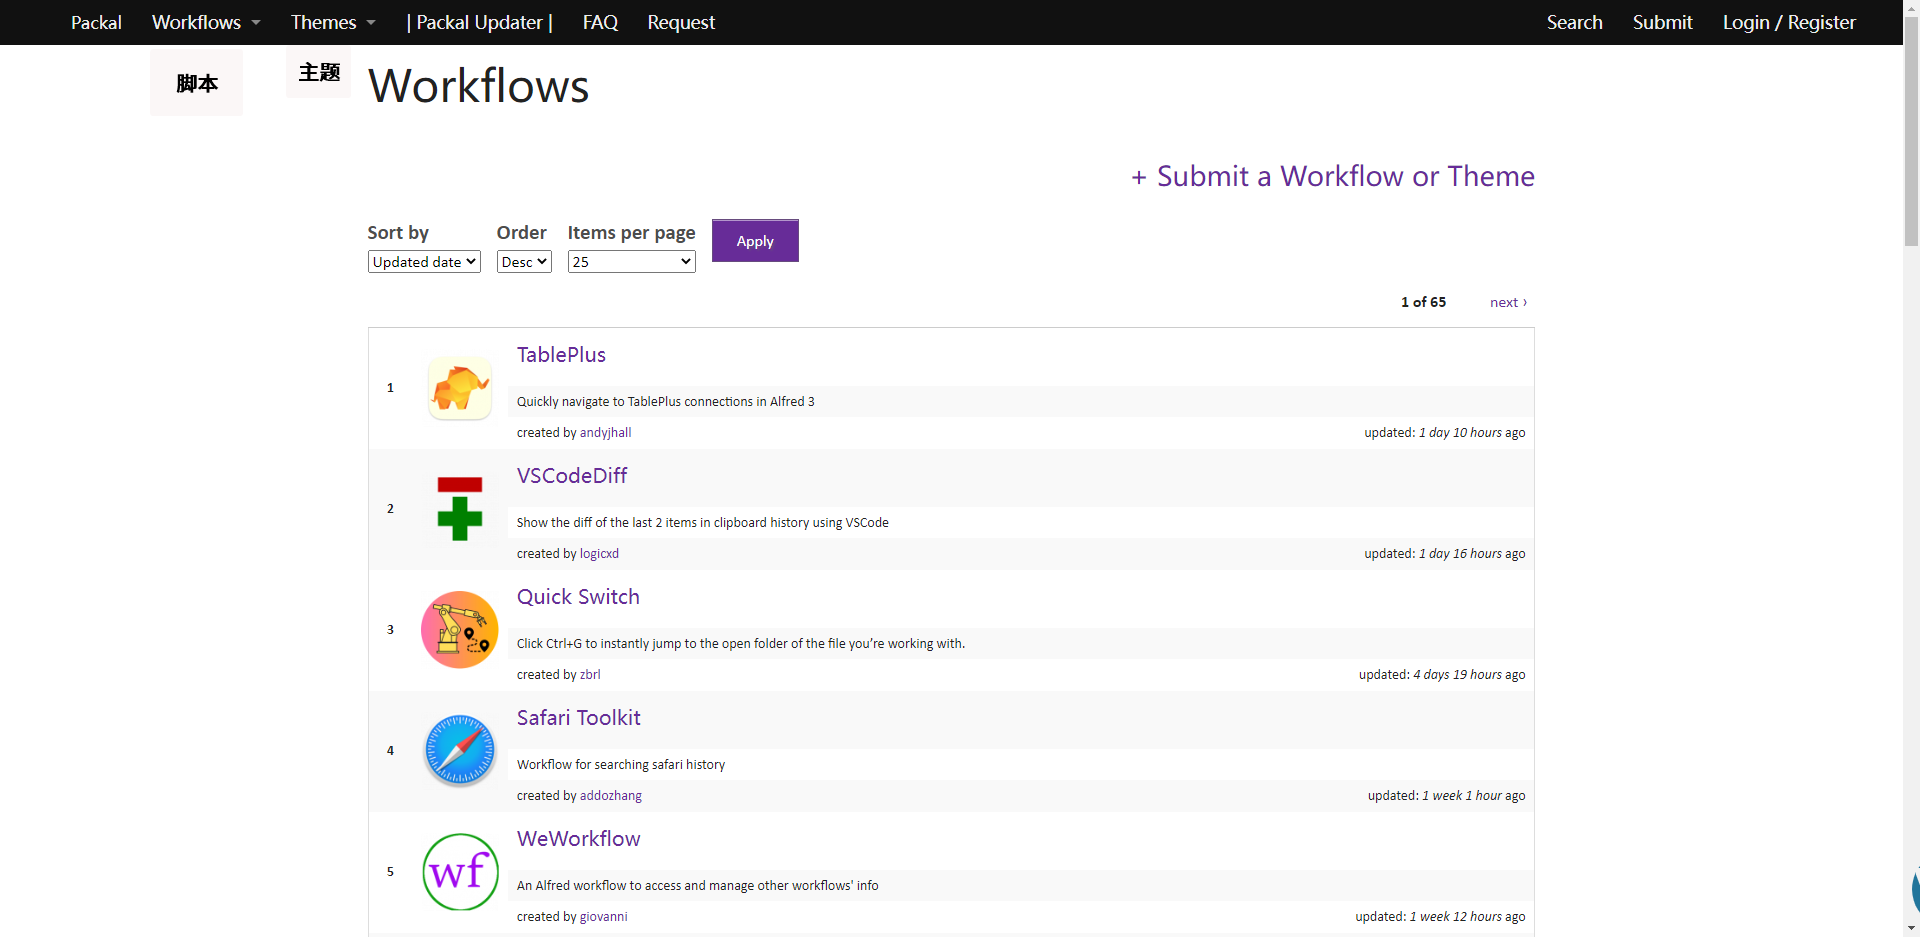 Packal Workflows Themes | Packal Updater | FAQ Request Search Submit Login / Register
脚本 主题
Workflows
+ Submit a Workflow or Theme
Sort by Order Items per page
Updated date Desc 25 Apply
1 of 65 next ›
TablePlus
1
Quickly navigate to TablePlus connections in Alfred 3
created by andyjhall updated: 1 day 10 hours ago
VSCodeDiff
2
Show the diff of the last 2 items in clipboard history using VSCode
created by logicxd updated: 1 day 16 hours ago
Quick Switch
3
Click Ctrl+G to instantly jump to the open folder of the file you’re working with.
created by zbrl updated: 4 days 19 hours ago
Safari Toolkit
4
Workflow for searching safari history
created by addozhang updated: 1 week 1 hour ago
WeWorkflow
wf
5
An Alfred workflow to access and manage other workflows' info
created by giovanni updated: 1 week 12 hours ago